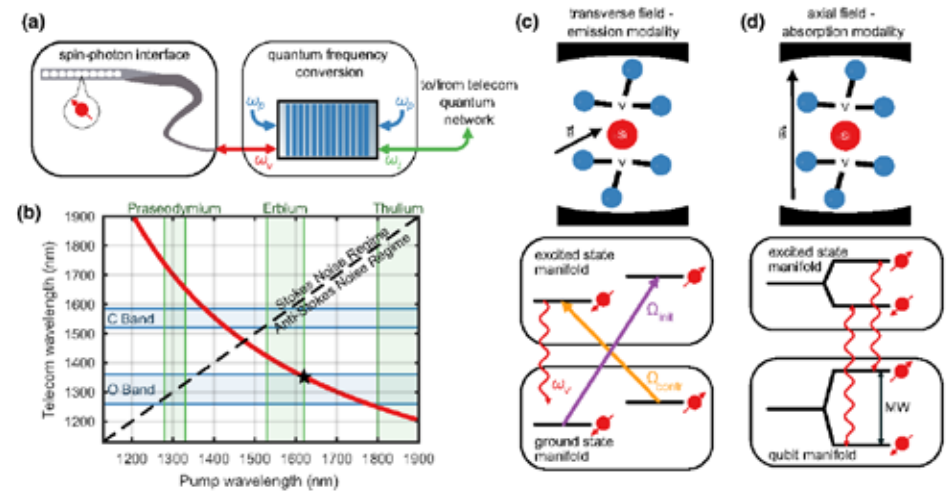 (a)
spin-photon interface
quantum frequency
conversion
to/from telecom
quantum
network
ωp
ωp
ωv
(b)
Praseodymium
Erbium
Thulium
1900
1800
1700
1600
1500
1400
1300
1200
Telecom wavelength (nm)
Stokes Noise Regime
Anti-Stokes Noise Regime
C Band
O Band
1200 1300 1400 1500 1600 1700 1800 1900
Pump wavelength (nm)
(c)
transverse field -
emission modality
V
Si
V
excited state
manifold
Ωinit
Ωcontr
ωv
ground state
manifold
(d)
axial field -
absorption modality
V
Si
V
excited state
manifold
MW
qubit manifold